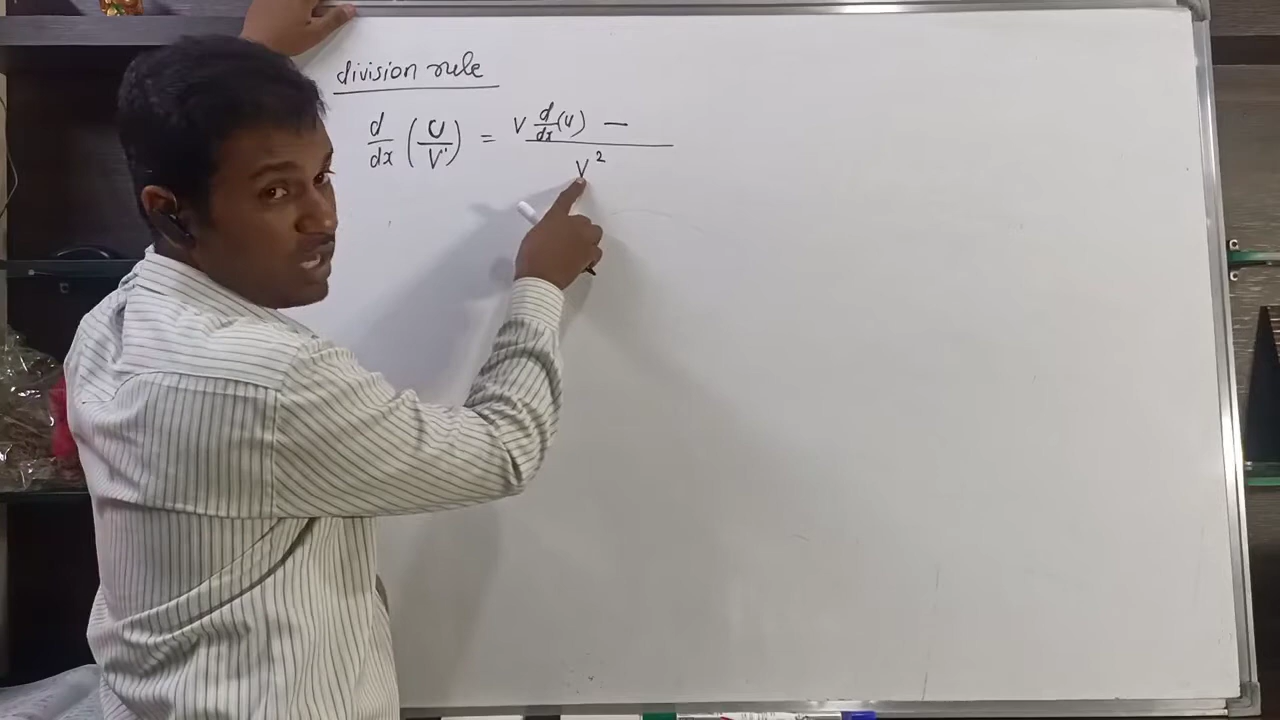 division rule
d/dx (U/V) = V d/dx (U) − / V²